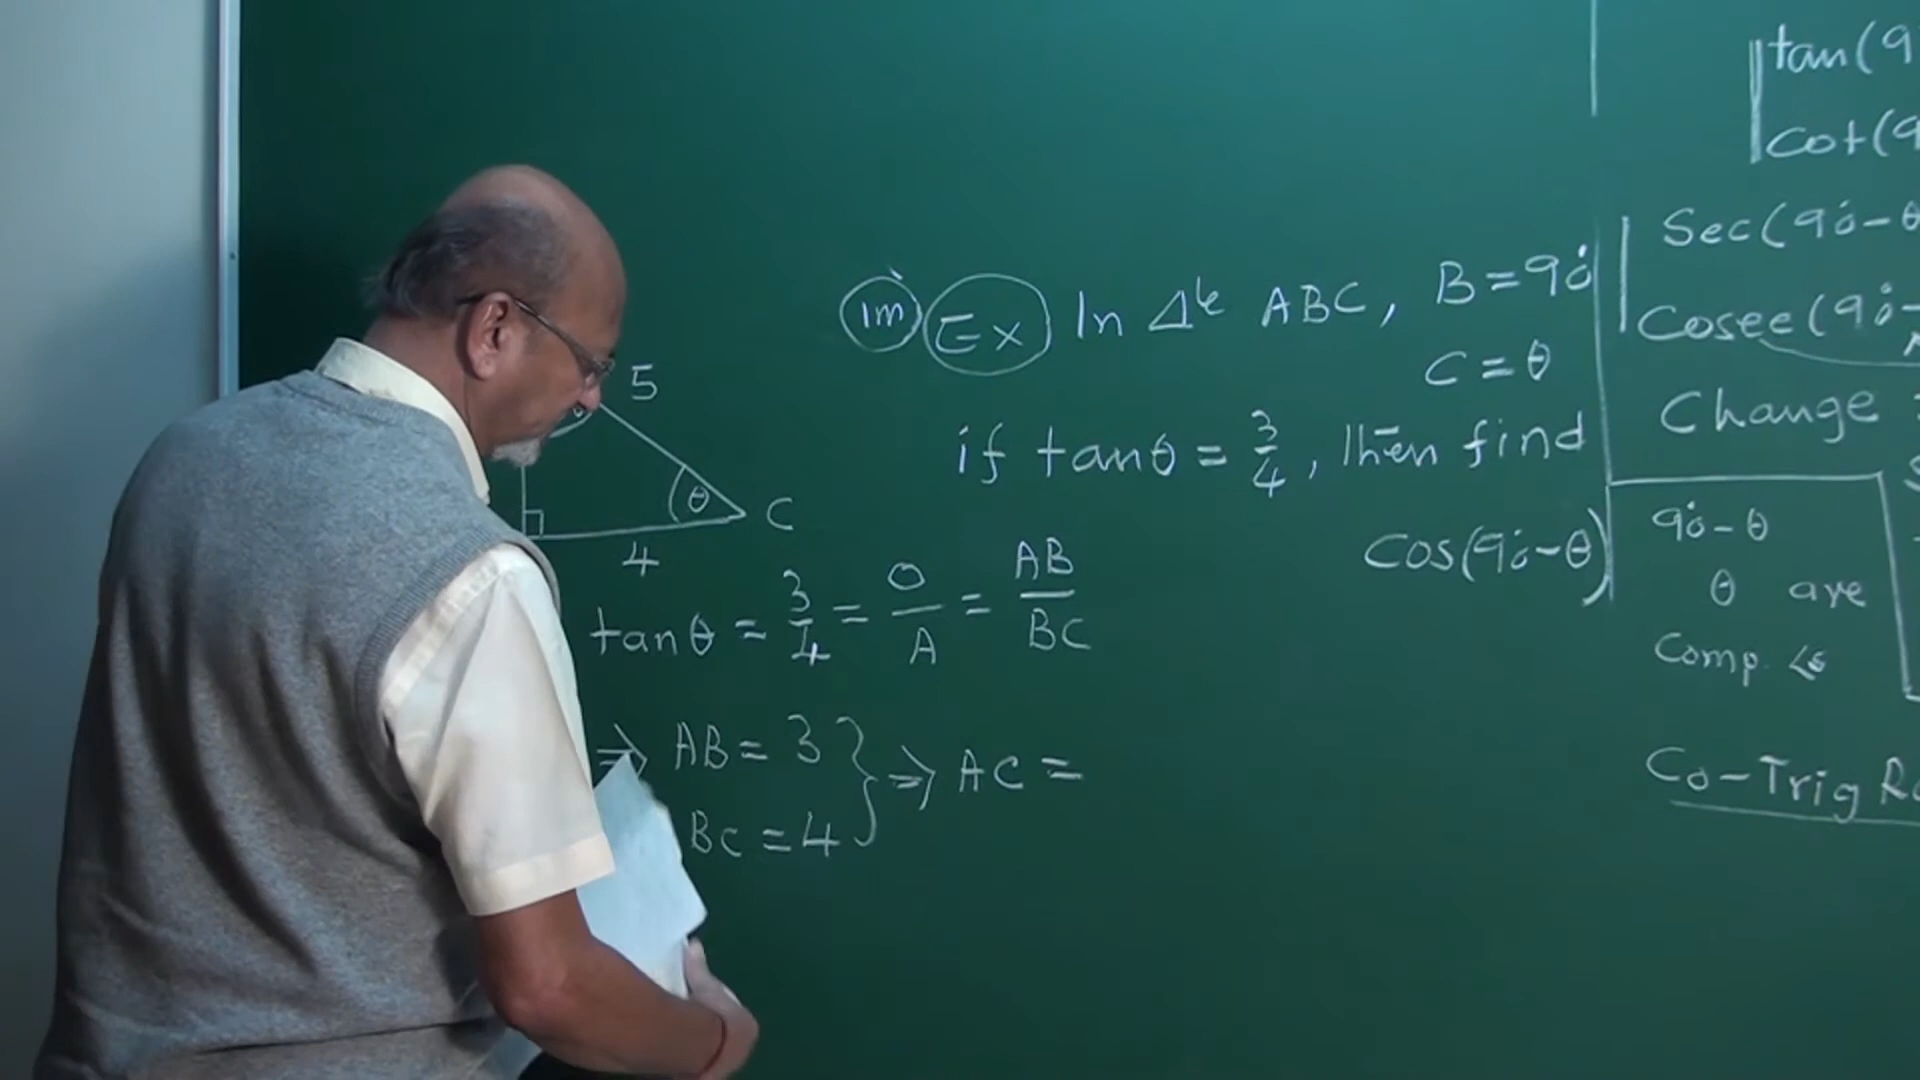 5
θ C
4
1m Ex In Δle ABC, B = 90°
C = θ
if tanθ = 3/4, then find
cos(90°-θ)
tanθ = 3/4 = O/A = AB/BC
⇒ AB = 3 } ⇒ AC =
BC = 4
tan(9
cot(9
Sec(90°-θ
Cosec(90°-
Change
90°-θ
θ are
Comp. ∠s
Co-Trig Ra